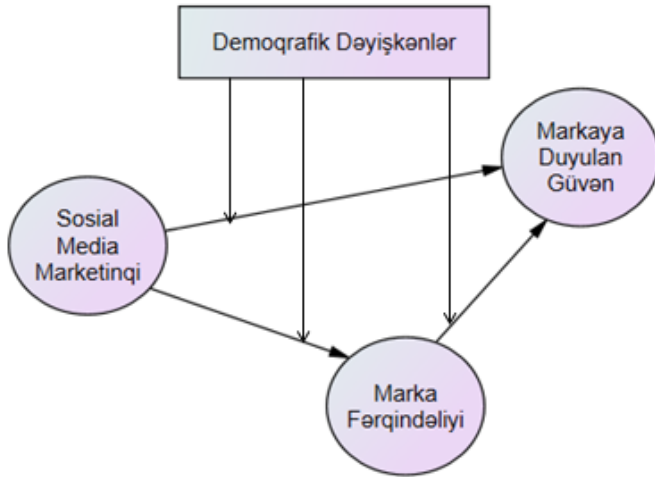 Demoqrafik Dəyişkənlər
Markaya
Duyulan
Güvən
Sosial
Media
Marketinqi
Marka
Fərqindəliyi